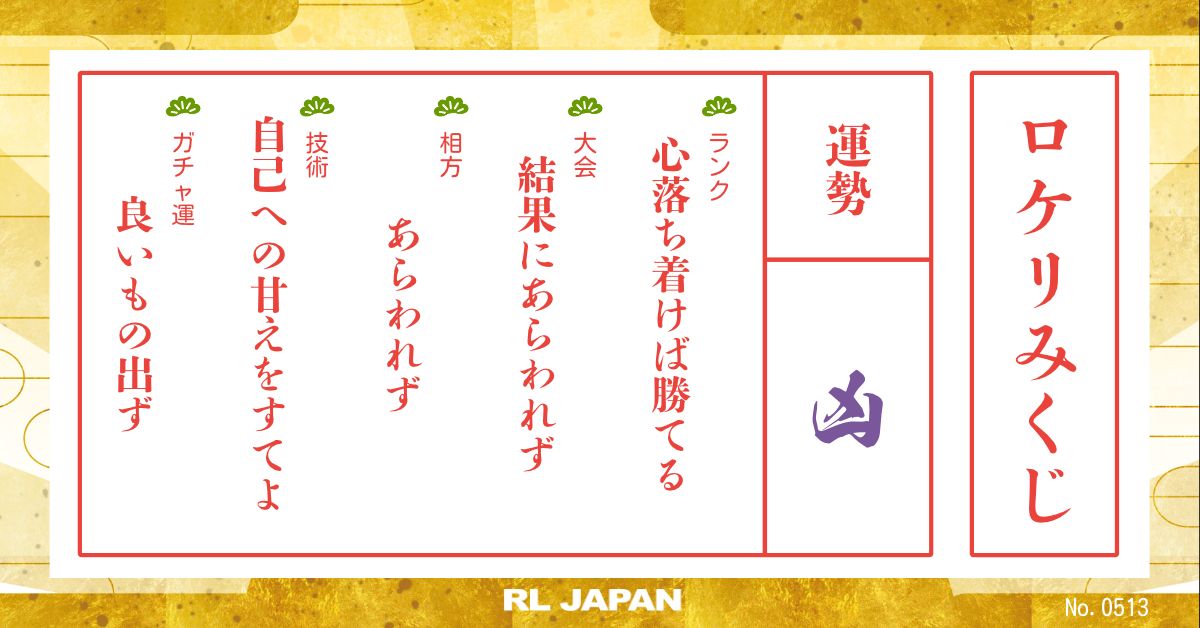 ロケリみくじ
運勢
凶
ランク
心落ち着けば勝てる
大会
結果にあらわれず
相方
あらわれず
技術
自己への甘えをすてよ
ガチャ運
良いもの出ず
RL JAPAN
No. 0513